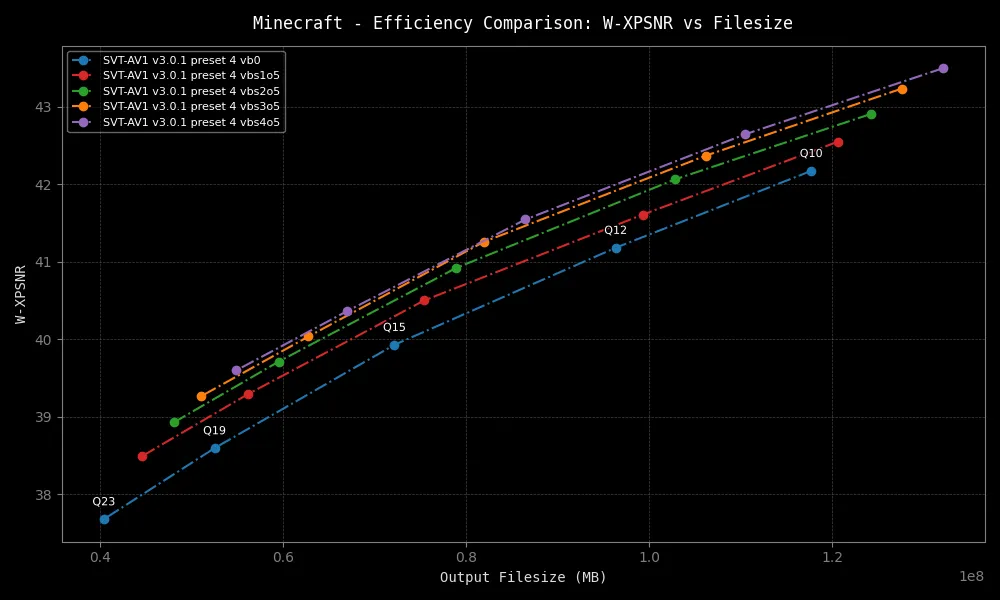 Minecraft - Efficiency Comparison: W-XPSNR vs Filesize
SVT-AV1 v3.0.1 preset 4 vb0
SVT-AV1 v3.0.1 preset 4 vbs1o5
SVT-AV1 v3.0.1 preset 4 vbs2o5
SVT-AV1 v3.0.1 preset 4 vbs3o5
SVT-AV1 v3.0.1 preset 4 vbs4o5
43
42
41
40
39
38
W-XPSNR
Q10
Q12
Q15
Q19
Q23
0.4 0.6 0.8 1.0 1.2
1e8
Output Filesize (MB)